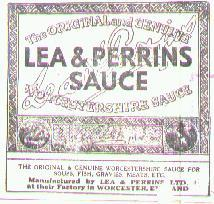 The ORIGINAL and GENUINE
LEA & PERRINS
SAUCE
WORCESTERSHIRE SAUCE
THE ORIGINAL & GENUINE WORCESTERSHIRE SAUCE FOR
SOUPS, FISH, GRAVIES, MEATS, ETC.
Manufactured by LEA & PERRINS LTD.,
at their Factory in WORCESTER, E AND